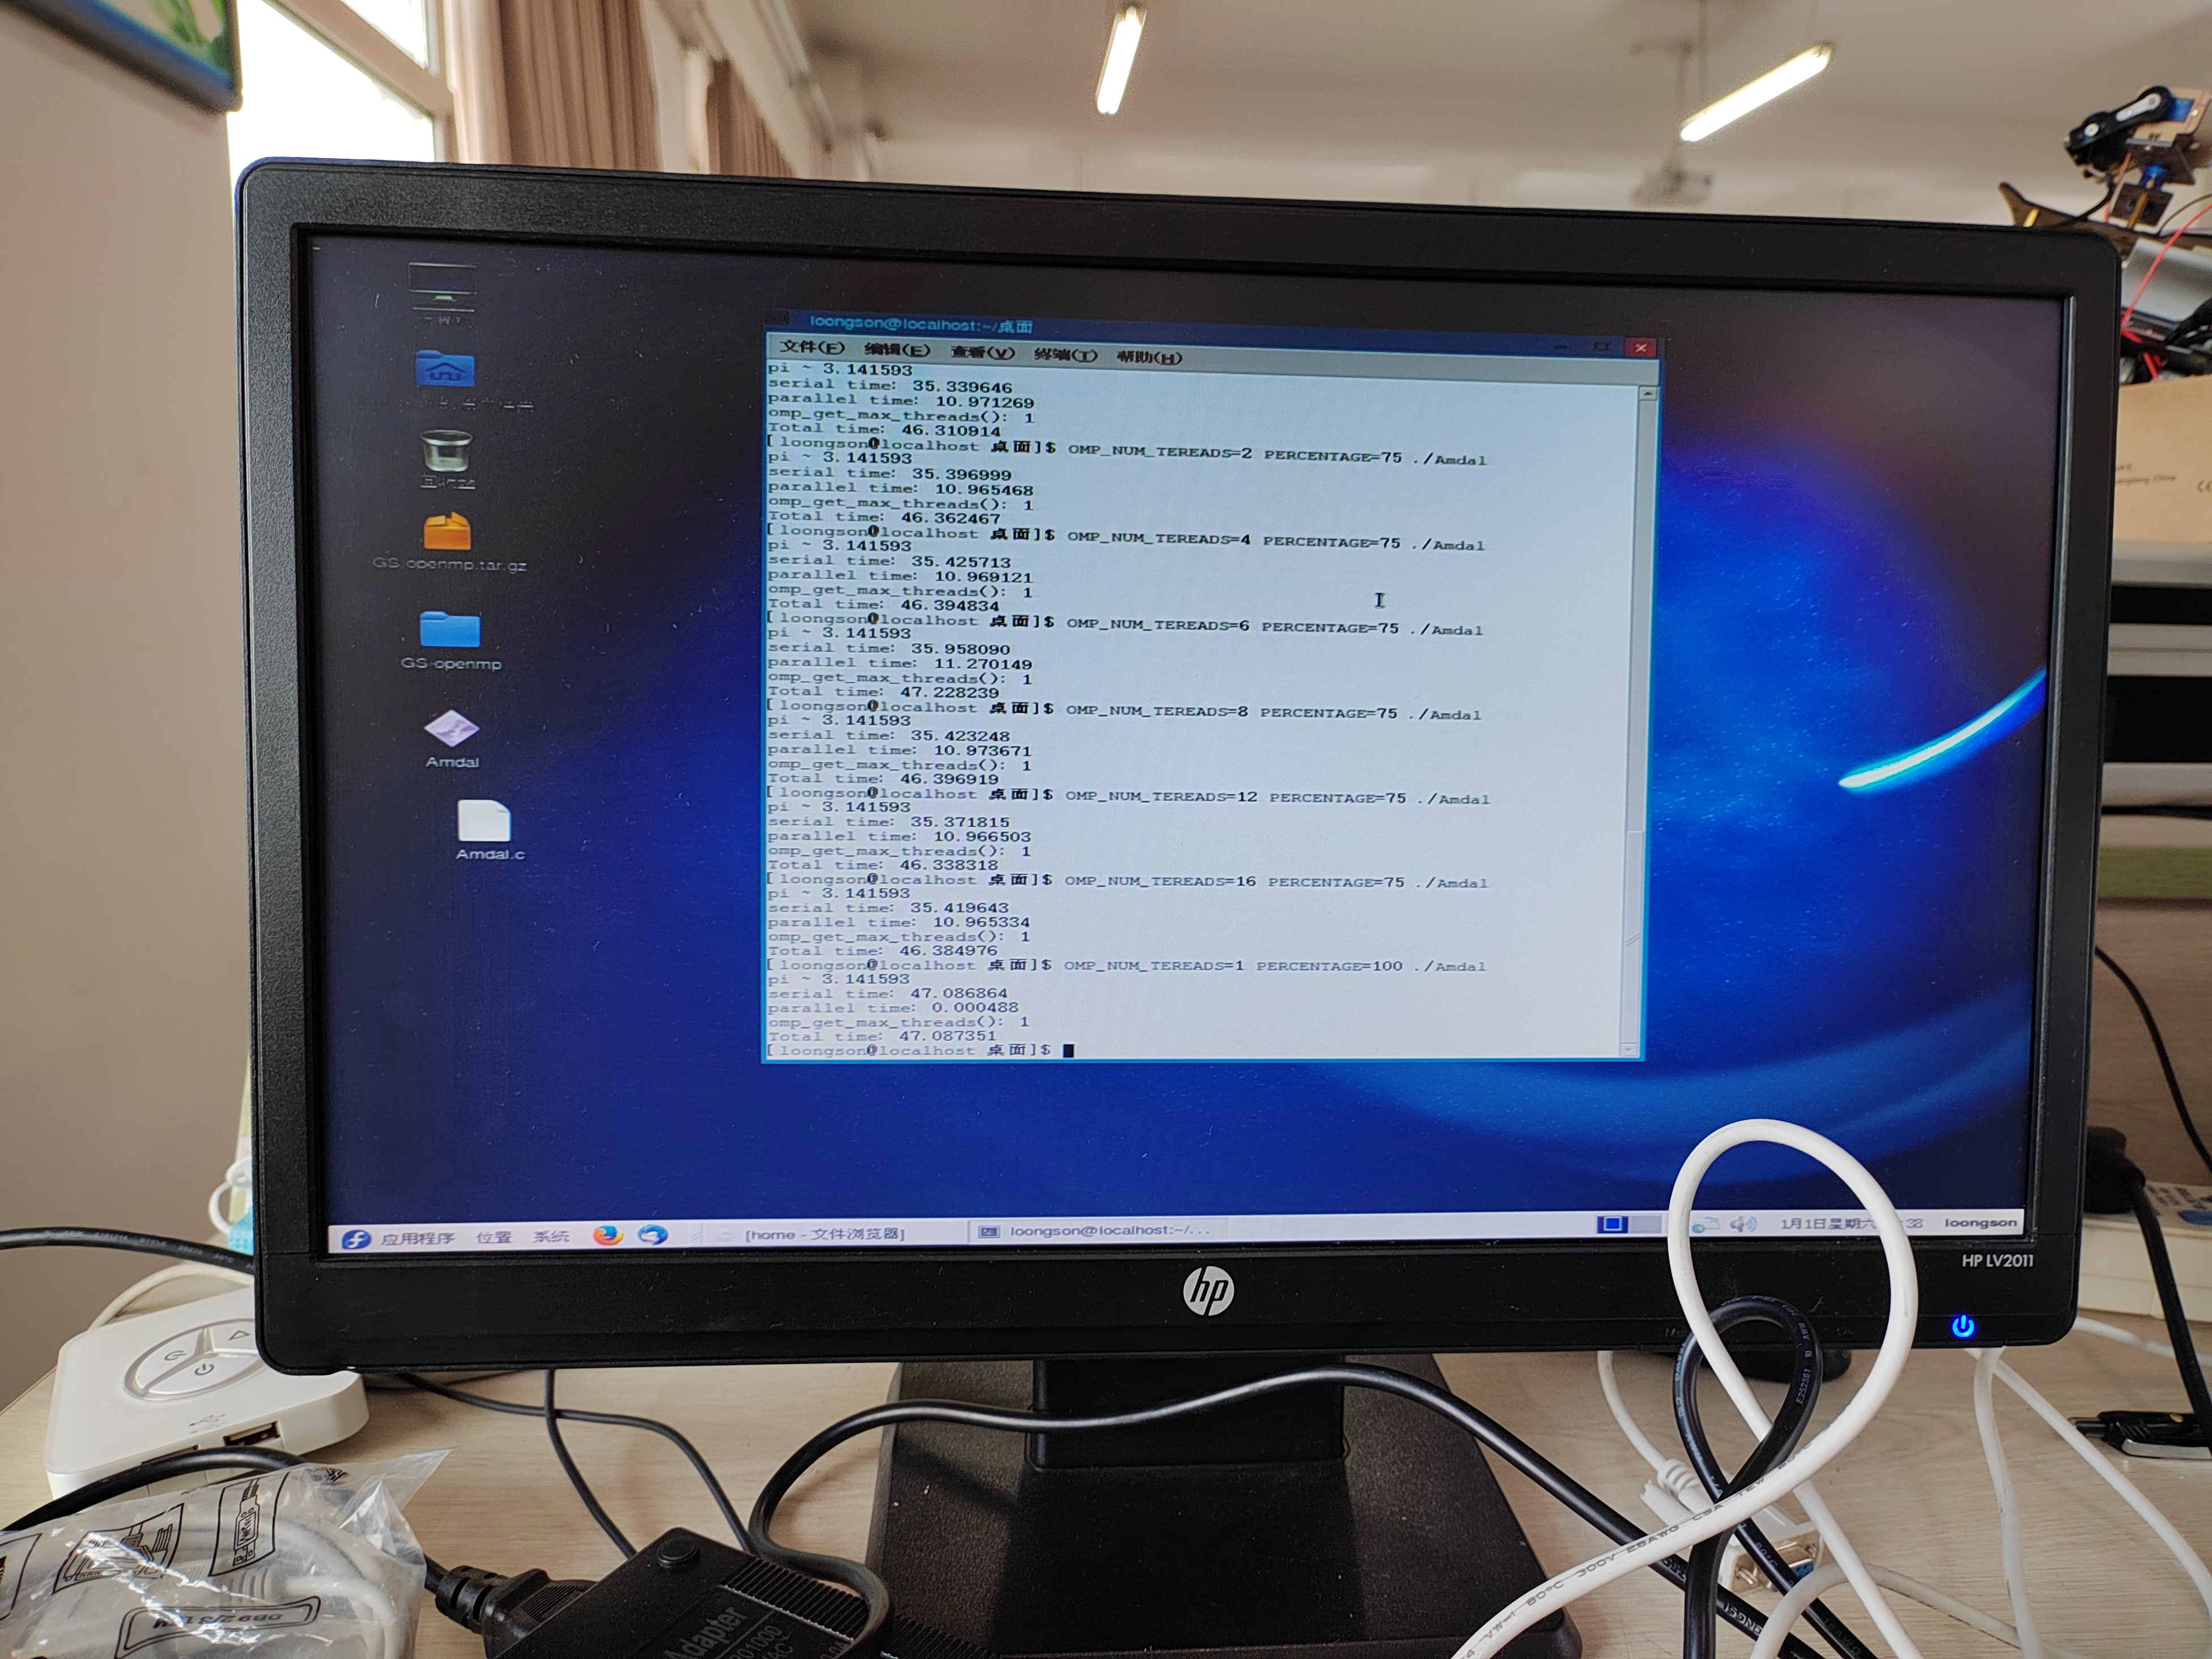 loongson@localhost:~/桌面
文件(F) 编辑(E) 查看(V) 终端(T) 帮助(H)
pi ~ 3.141593
serial time: 35.339646
parallel time: 10.971269
omp_get_max_threads(): 1
Total time: 46.310914
[loongson@localhost 桌面]$ OMP_NUM_TEREADS=2 PERCENTAGE=75 ./Amdal
pi ~ 3.141593
serial time: 35.396999
parallel time: 10.965468
omp_get_max_threads(): 1
Total time: 46.362467
[loongson@localhost 桌面]$ OMP_NUM_TEREADS=4 PERCENTAGE=75 ./Amdal
pi ~ 3.141593
serial time: 35.425713
parallel time: 10.969121
omp_get_max_threads(): 1
Total time: 46.394834
[loongson@localhost 桌面]$ OMP_NUM_TEREADS=6 PERCENTAGE=75 ./Amdal
pi ~ 3.141593
serial time: 35.958090
parallel time: 11.270149
omp_get_max_threads(): 1
Total time: 47.228239
[loongson@localhost 桌面]$ OMP_NUM_TEREADS=8 PERCENTAGE=75 ./Amdal
pi ~ 3.141593
serial time: 35.423248
parallel time: 10.973671
omp_get_max_threads(): 1
Total time: 46.396919
[loongson@localhost 桌面]$ OMP_NUM_TEREADS=12 PERCENTAGE=75 ./Amdal
pi ~ 3.141593
serial time: 35.371815
parallel time: 10.966503
omp_get_max_threads(): 1
Total time: 46.338318
[loongson@localhost 桌面]$ OMP_NUM_TEREADS=16 PERCENTAGE=75 ./Amdal
pi ~ 3.141593
serial time: 35.419643
parallel time: 10.965334
omp_get_max_threads(): 1
Total time: 46.384976
[loongson@localhost 桌面]$ OMP_NUM_TEREADS=1 PERCENTAGE=100 ./Amdal
pi ~ 3.141593
serial time: 47.086864
parallel time: 0.000488
omp_get_max_threads(): 1
Total time: 47.087351
[loongson@localhost 桌面]$
GS-openmp.tar.gz
GS-openmp
Amdal
Amdal.c
应用程序 位置 系统 [home - 文件浏览器] loongson@localhost:~/... 1月1日星期六 38 loongson
hp
HP LV2011
Adapter
E252561
80°C 300V 28AWG CSA
DB9